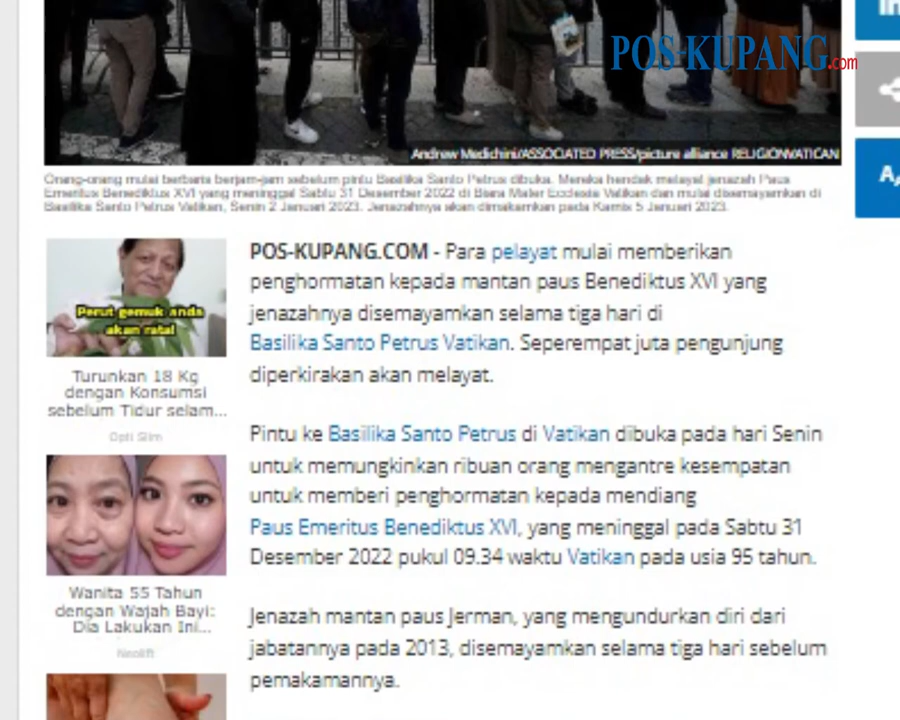 POS-KUPANG.com
in
Andrew Medichini/ASSOCIATED PRESS/picture alliance RELIGIONVATICAN
Orang-orang mulai berbaris berjam-jam sebelum pintu Basilika Santo Petrus dibuka. Mereka hendak melayat jenazah Paus
Emeritus Benediktus XVI yang meninggal Sabtu 31 Desember 2022 di Biara Mater Ecclesia Vatikan dan mulai disemayamkan di
Basilika Santo Petrus Vatikan, Senin 2 Januari 2023. Jenazahnya akan dimakamkan pada Kamis 5 Januari 2023.
Perut gemuk anda
akan rata!
Turunkan 18 Kg
dengan Konsumsi
sebelum Tidur selam...
Opti Slim
Wanita 55 Tahun
dengan Wajah Bayi:
Dia Lakukan Ini...
Neolift
POS-KUPANG.COM - Para pelayat mulai memberikan
penghormatan kepada mantan paus Benediktus XVI yang
jenazahnya disemayamkan selama tiga hari di
Basilika Santo Petrus Vatikan. Seperempat juta pengunjung
diperkirakan akan melayat.
Pintu ke Basilika Santo Petrus di Vatikan dibuka pada hari Senin
untuk memungkinkan ribuan orang mengantre kesempatan
untuk memberi penghormatan kepada mendiang
Paus Emeritus Benediktus XVI, yang meninggal pada Sabtu 31
Desember 2022 pukul 09.34 waktu Vatikan pada usia 95 tahun.
Jenazah mantan paus Jerman, yang mengundurkan diri dari
jabatannya pada 2013, disemayamkan selama tiga hari sebelum
pemakamannya.